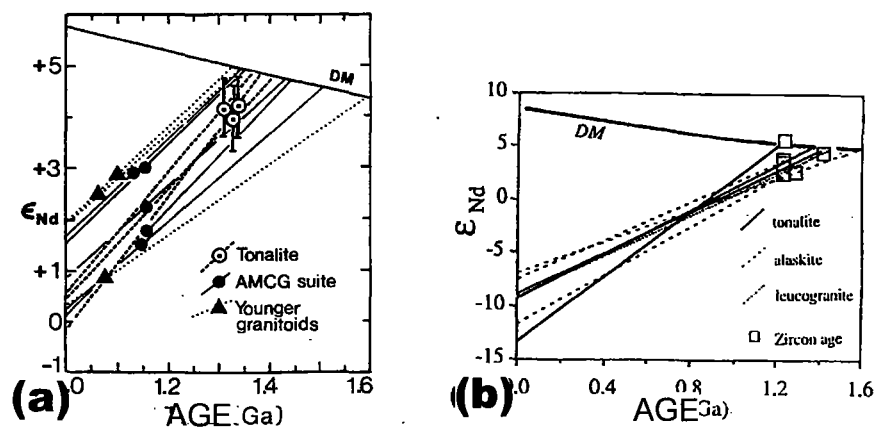 +5
+3
εNd
+1
0
-1
DM
Tonalite
AMCG suite
Younger
granitoids
.0 1.2 1.4 1.6
(a) AGE (Ga)
10
5
0
-5
-10
-15
εNd
DM
tonalite
alaskite
leucogranite
Zircon age
0.4 0.8 1.2 1.6
(b) AGE Ga)